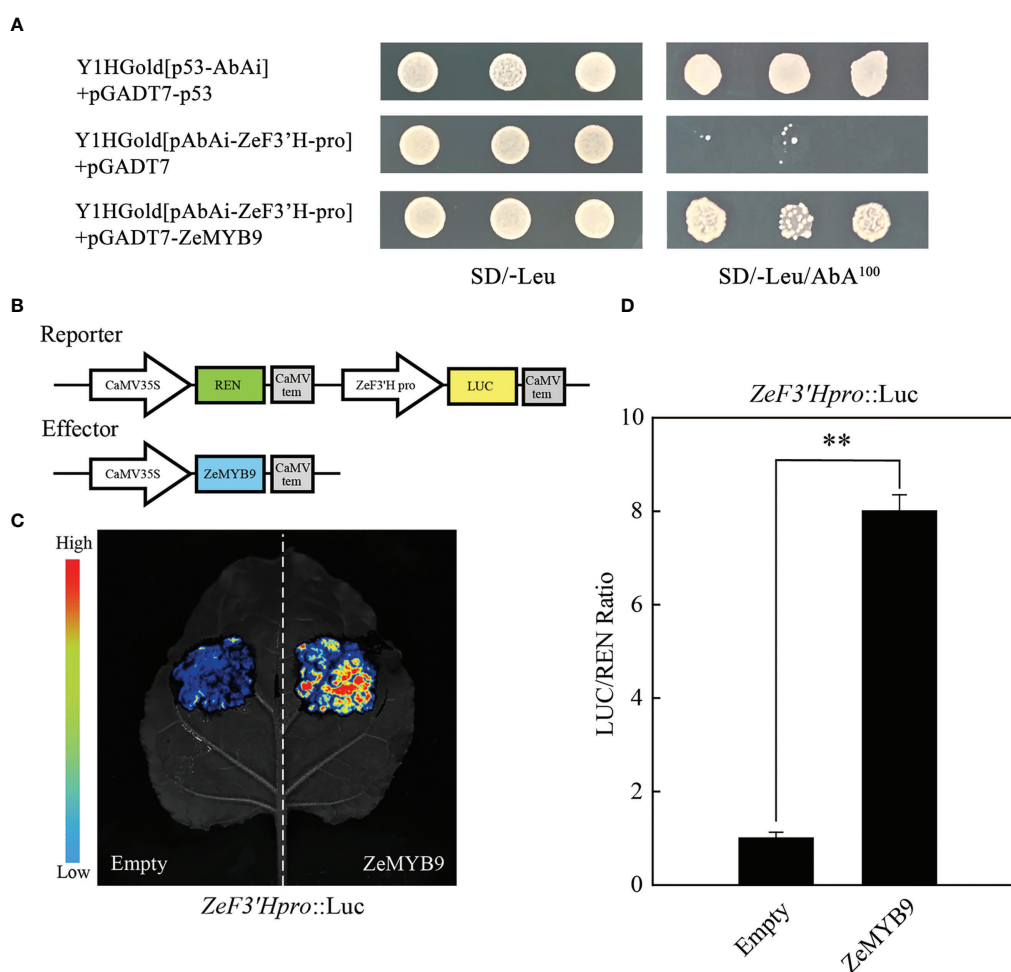 A
Y1HGold[p53-AbAi]
+pGADT7-p53
Y1HGold[pAbAi-ZeF3’H-pro]
+pGADT7
Y1HGold[pAbAi-ZeF3’H-pro]
+pGADT7-ZeMYB9
SD/-Leu
SD/-Leu/AbA¹⁰⁰
B
Reporter
CaMV35S
REN
CaMV
tem
ZeF3'H pro
LUC
CaMV
tem
Effector
CaMV35S
ZeMYB9
CaMV
tem
C
High
Low
Empty
ZeMYB9
ZeF3'Hpro::Luc
D
ZeF3'Hpro::Luc
**
LUC/REN Ratio
10
8
6
4
2
0
Empty
ZeMYB9